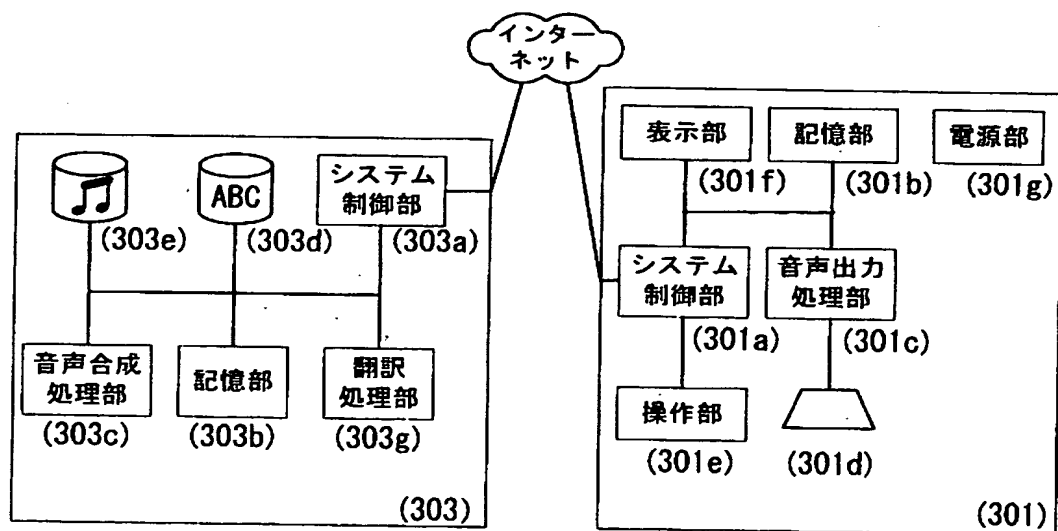 インター
ネット
ABC
(303e)
(303d)
システム
制御部
(303a)
音声合成
処理部
(303c)
記憶部
(303b)
翻訳
処理部
(303g)
(303)
表示部
(301f)
記憶部
(301b)
電源部
(301g)
システム
制御部
(301a)
音声出力
処理部
(301c)
操作部
(301e)
(301d)
(301)